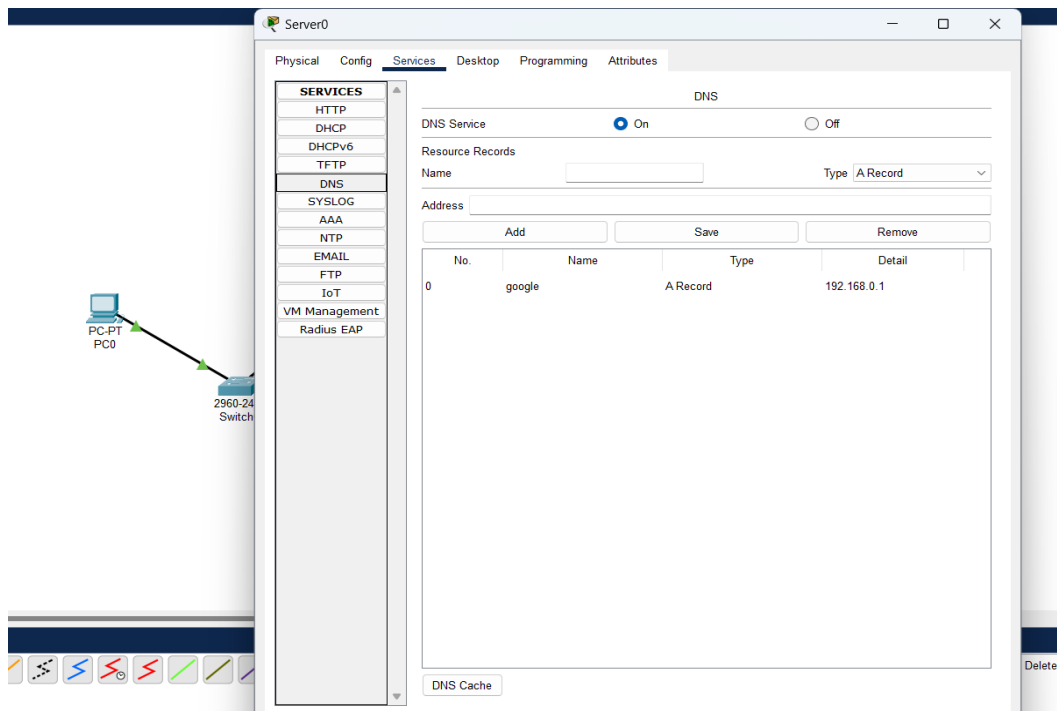 Server0
Physical Config Services Desktop Programming Attributes
SERVICES
HTTP
DHCP
DHCPv6
TFTP
DNS
SYSLOG
AAA
NTP
EMAIL
FTP
IoT
VM Management
Radius EAP
DNS
DNS Service On Off
Resource Records
Name Type A Record
Address
Add Save Remove
No. Name Type Detail
0 google A Record 192.168.0.1
DNS Cache
PC-PT
PC0
2960-24
Switch
Delete